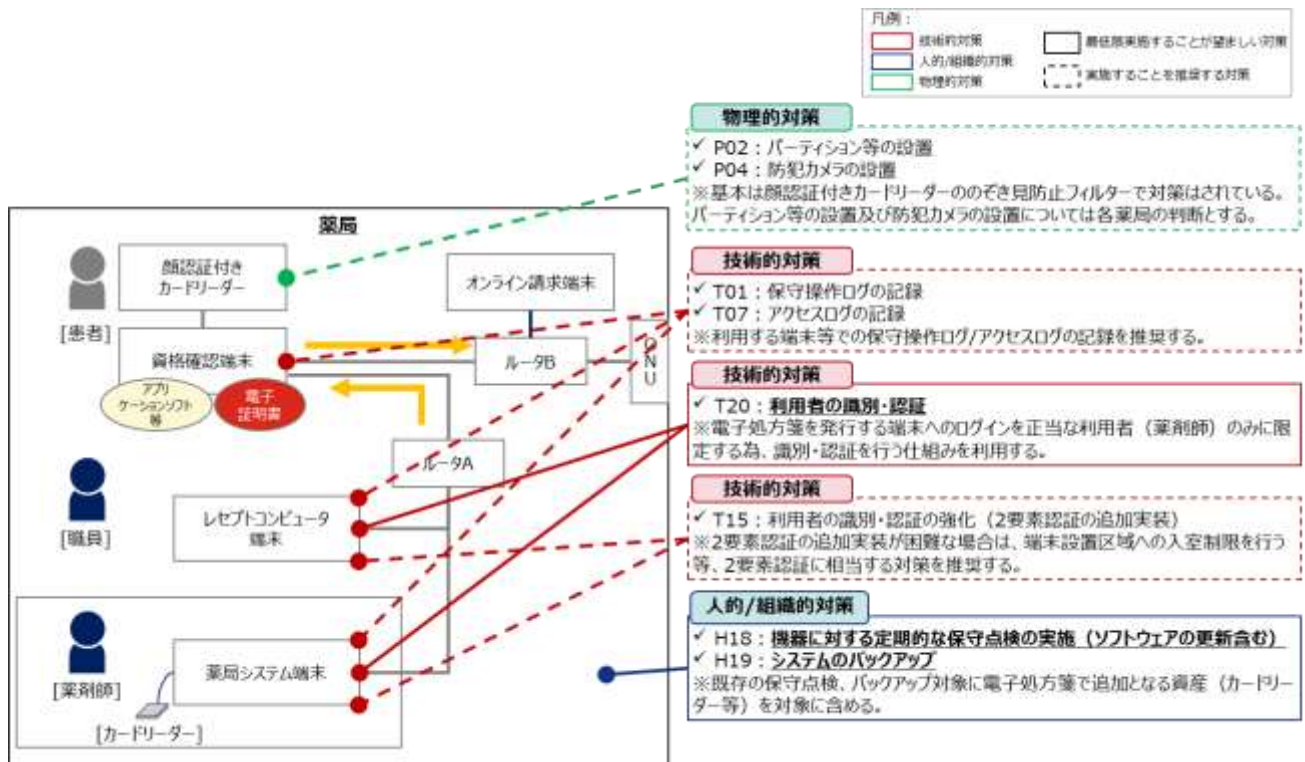 凡例：
技術的対策
人的/組織的対策
物理的対策
最低限実施することが望ましい対策
実施することを推奨する対策
物理的対策
✓ P02：パーティション等の設置
✓ P04：防犯カメラの設置
※基本は顔認証付きカードリーダーののぞき見防止フィルターで対策はされている。
パーティション等の設置及び防犯カメラの設置については各薬局の判断とする。
薬局
顔認証付き
カードリーダー
[患者]
資格確認端末
アプリ
ケーションソフト
等
電子
証明書
オンライン請求端末
ルータB
ONU
ルータA
[職員]
レセプトコンピュータ
端末
[薬剤師]
薬局システム端末
[カードリーダー]
技術的対策
✓ T01：保守操作ログの記録
✓ T07：アクセスログの記録
※利用する端末等での保守操作ログ/アクセスログの記録を推奨する。
技術的対策
✓ T20：利用者の識別・認証
※電子処方箋を発行する端末へのログインを正当な利用者（薬剤師）のみに限
定する為、識別・認証を行う仕組みを利用する。
技術的対策
✓ T15：利用者の識別・認証の強化（2要素認証の追加実装）
※2要素認証の追加実装が困難な場合は、端末設置区域への入室制限を行う
等、2要素認証に相当する対策を推奨する。
人的/組織的対策
✓ H18：機器に対する定期的な保守点検の実施（ソフトウェアの更新含む）
✓ H19：システムのバックアップ
※既存の保守点検、バックアップ対象に電子処方箋で追加となる資産（カードリー
ダー等）を対象に含める。